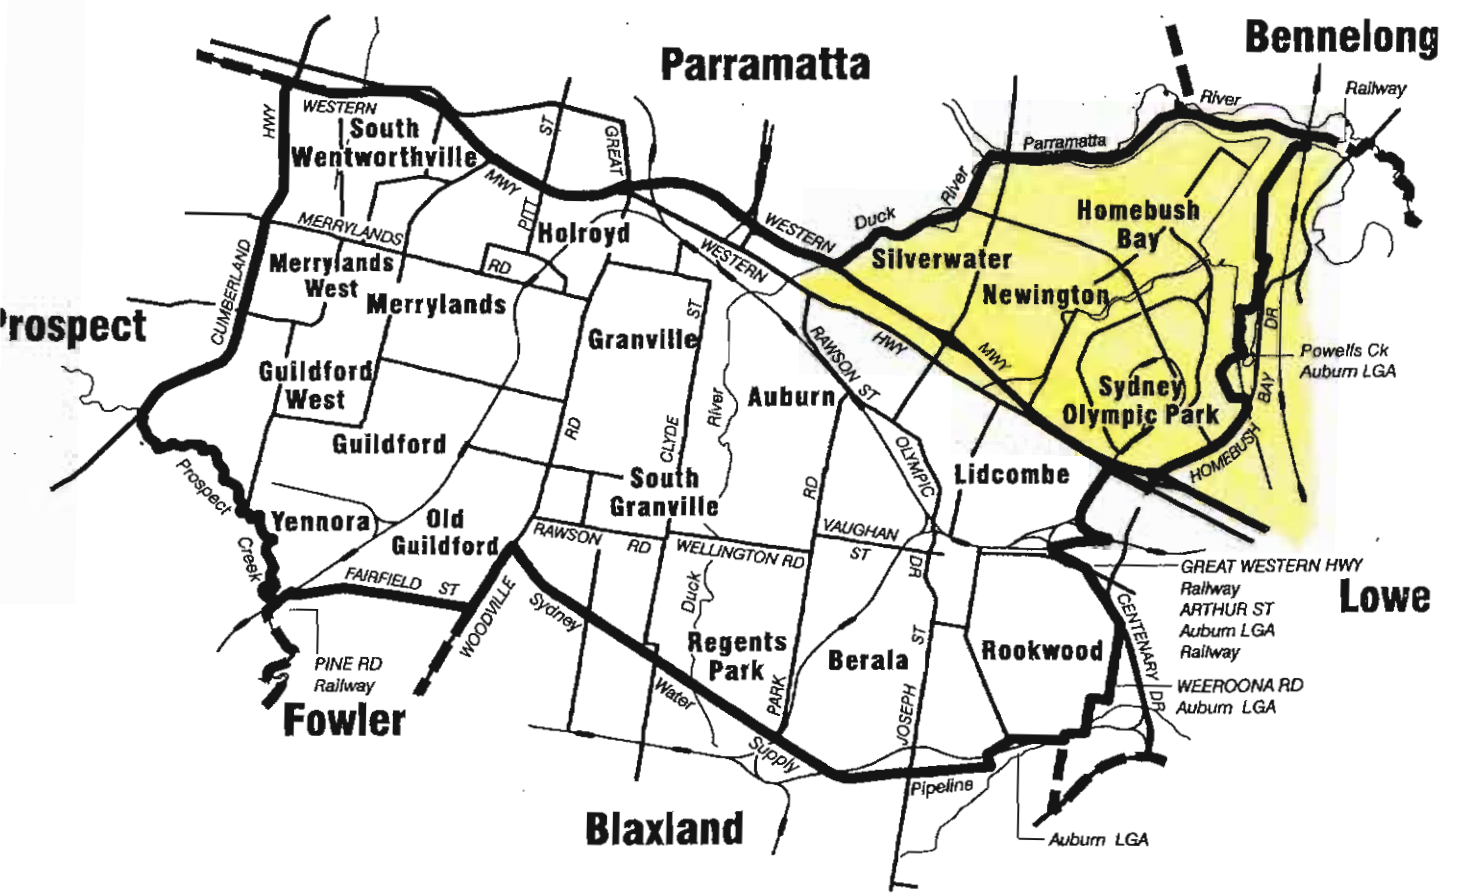 Bennelong
Parramatta
Railway
River
HWY
WESTERN
South
Wentworthville
ST
GREAT
Parramatta
MWY
River
Duck
PITT
Holroyd
WESTERN
Homebush
Bay
MERRYLANDS
RD
WESTERN
Silverwater
Merrylands
West
CUMBERLAND
Merrylands
Newington
Prospect
ST
Granville
RAWSON ST
HWY
MWY
DR
Powells Ck
Auburn LGA
Guildford
West
Auburn
Sydney
Olympic Park
BAY
River
CLYDE
RD
Guildford
OLYMPIC
HOMEBUSH
Prospect
South
Granville
RD
Lidcombe
Yennora
Old
Guildford
RAWSON
RD
WELLINGTON RD
VAUGHAN
ST
DR
Creek
FAIRFIELD
ST
WOODVILLE
Sydney
Duck
GREAT WESTERN HWY
Railway
ARTHUR ST
Auburn LGA
Railway
Lowe
CENTENARY DR
PINE RD
Railway
Fowler
Regents
Park
Berala
ST
Rookwood
WEEROONA RD
Auburn LGA
Water
PARK
JOSEPH
Supply
Pipeline
Blaxland
Auburn LGA